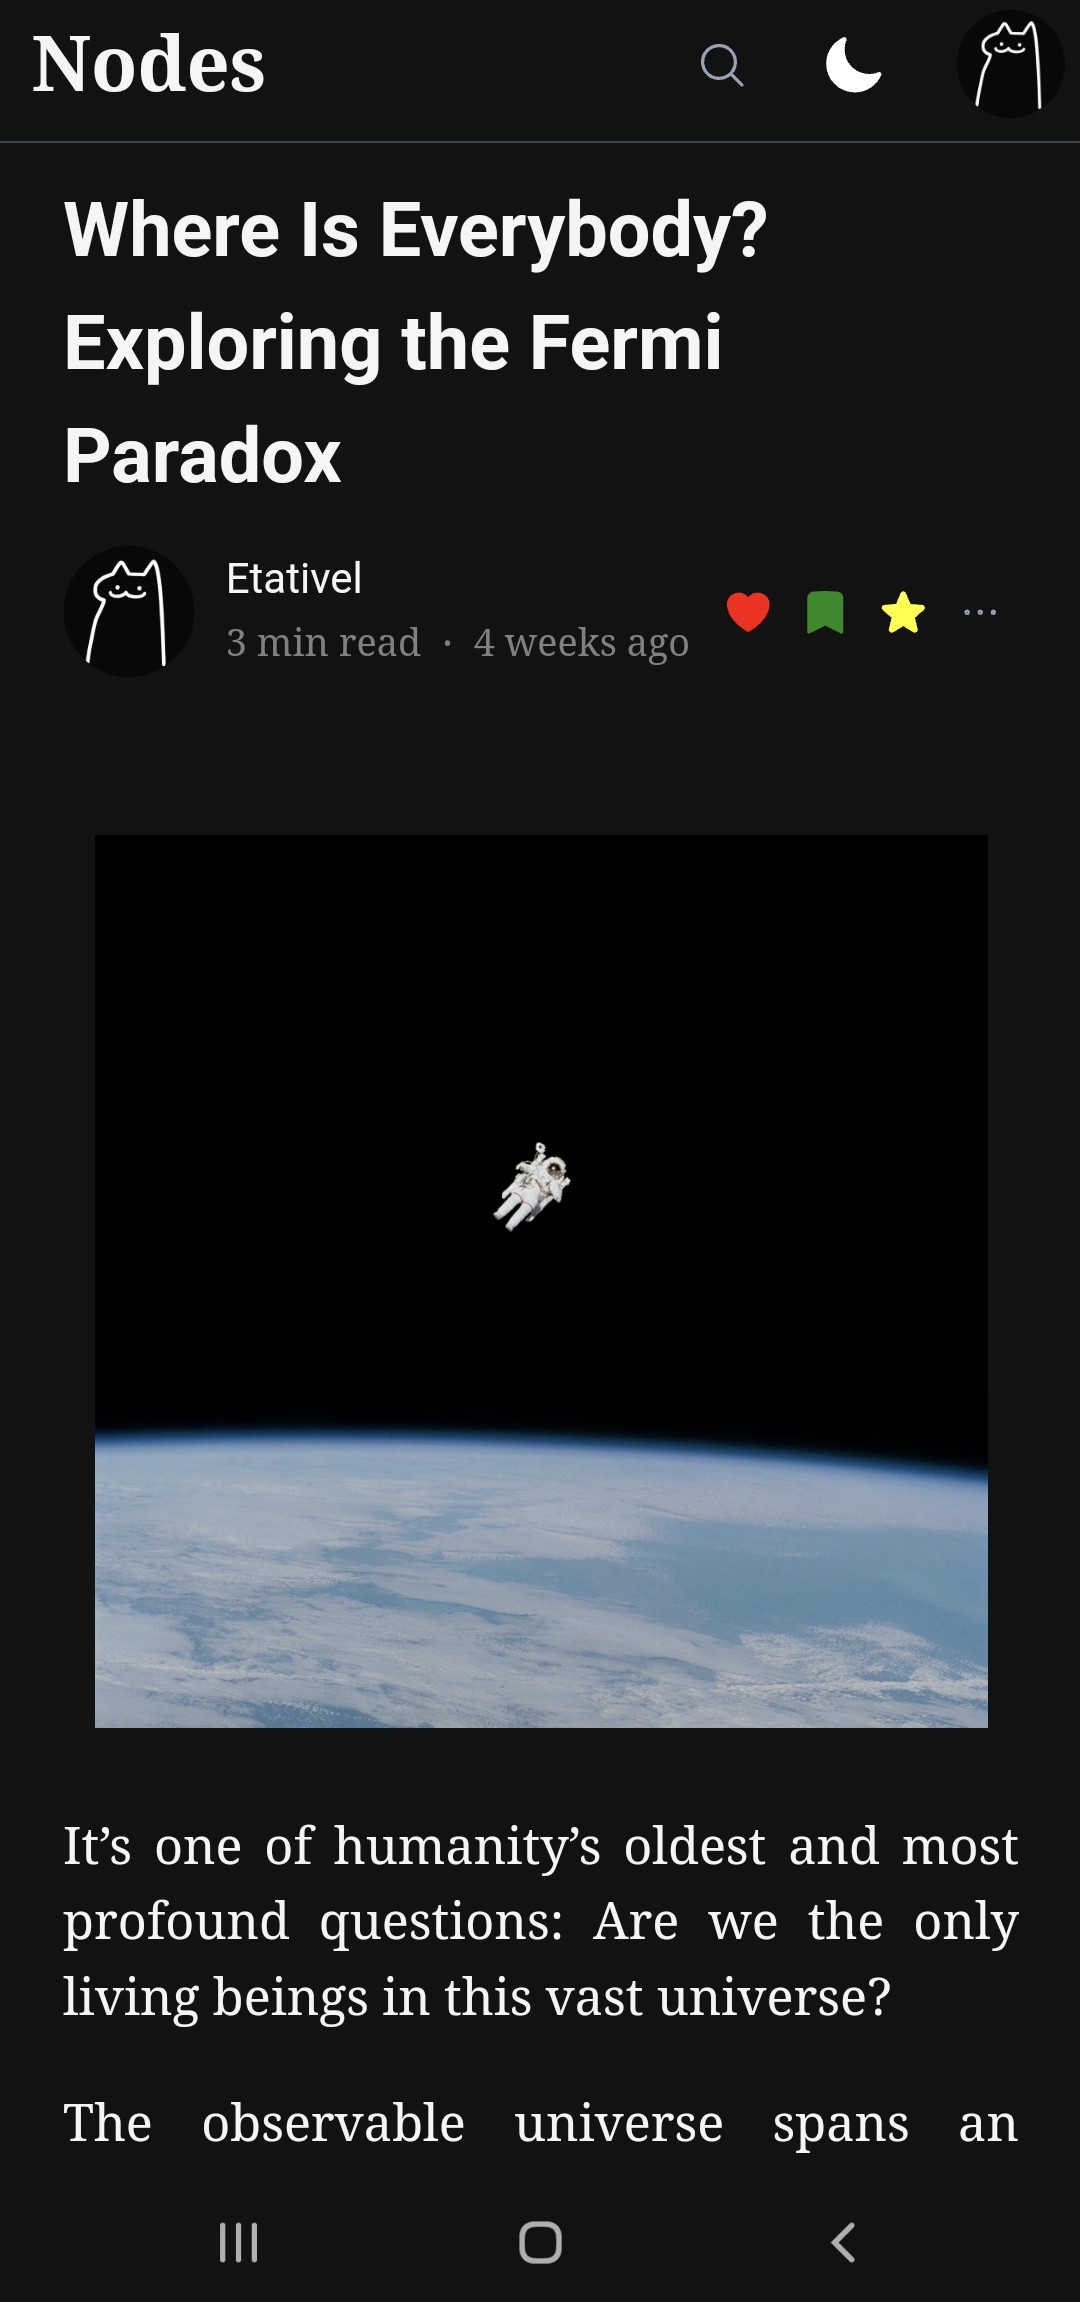 Nodes
Where Is Everybody?
Exploring the Fermi
Paradox
Etativel
3 min read · 4 weeks ago
It’s one of humanity’s oldest and most
profound questions: Are we the only
living beings in this vast universe?
The observable universe spans an